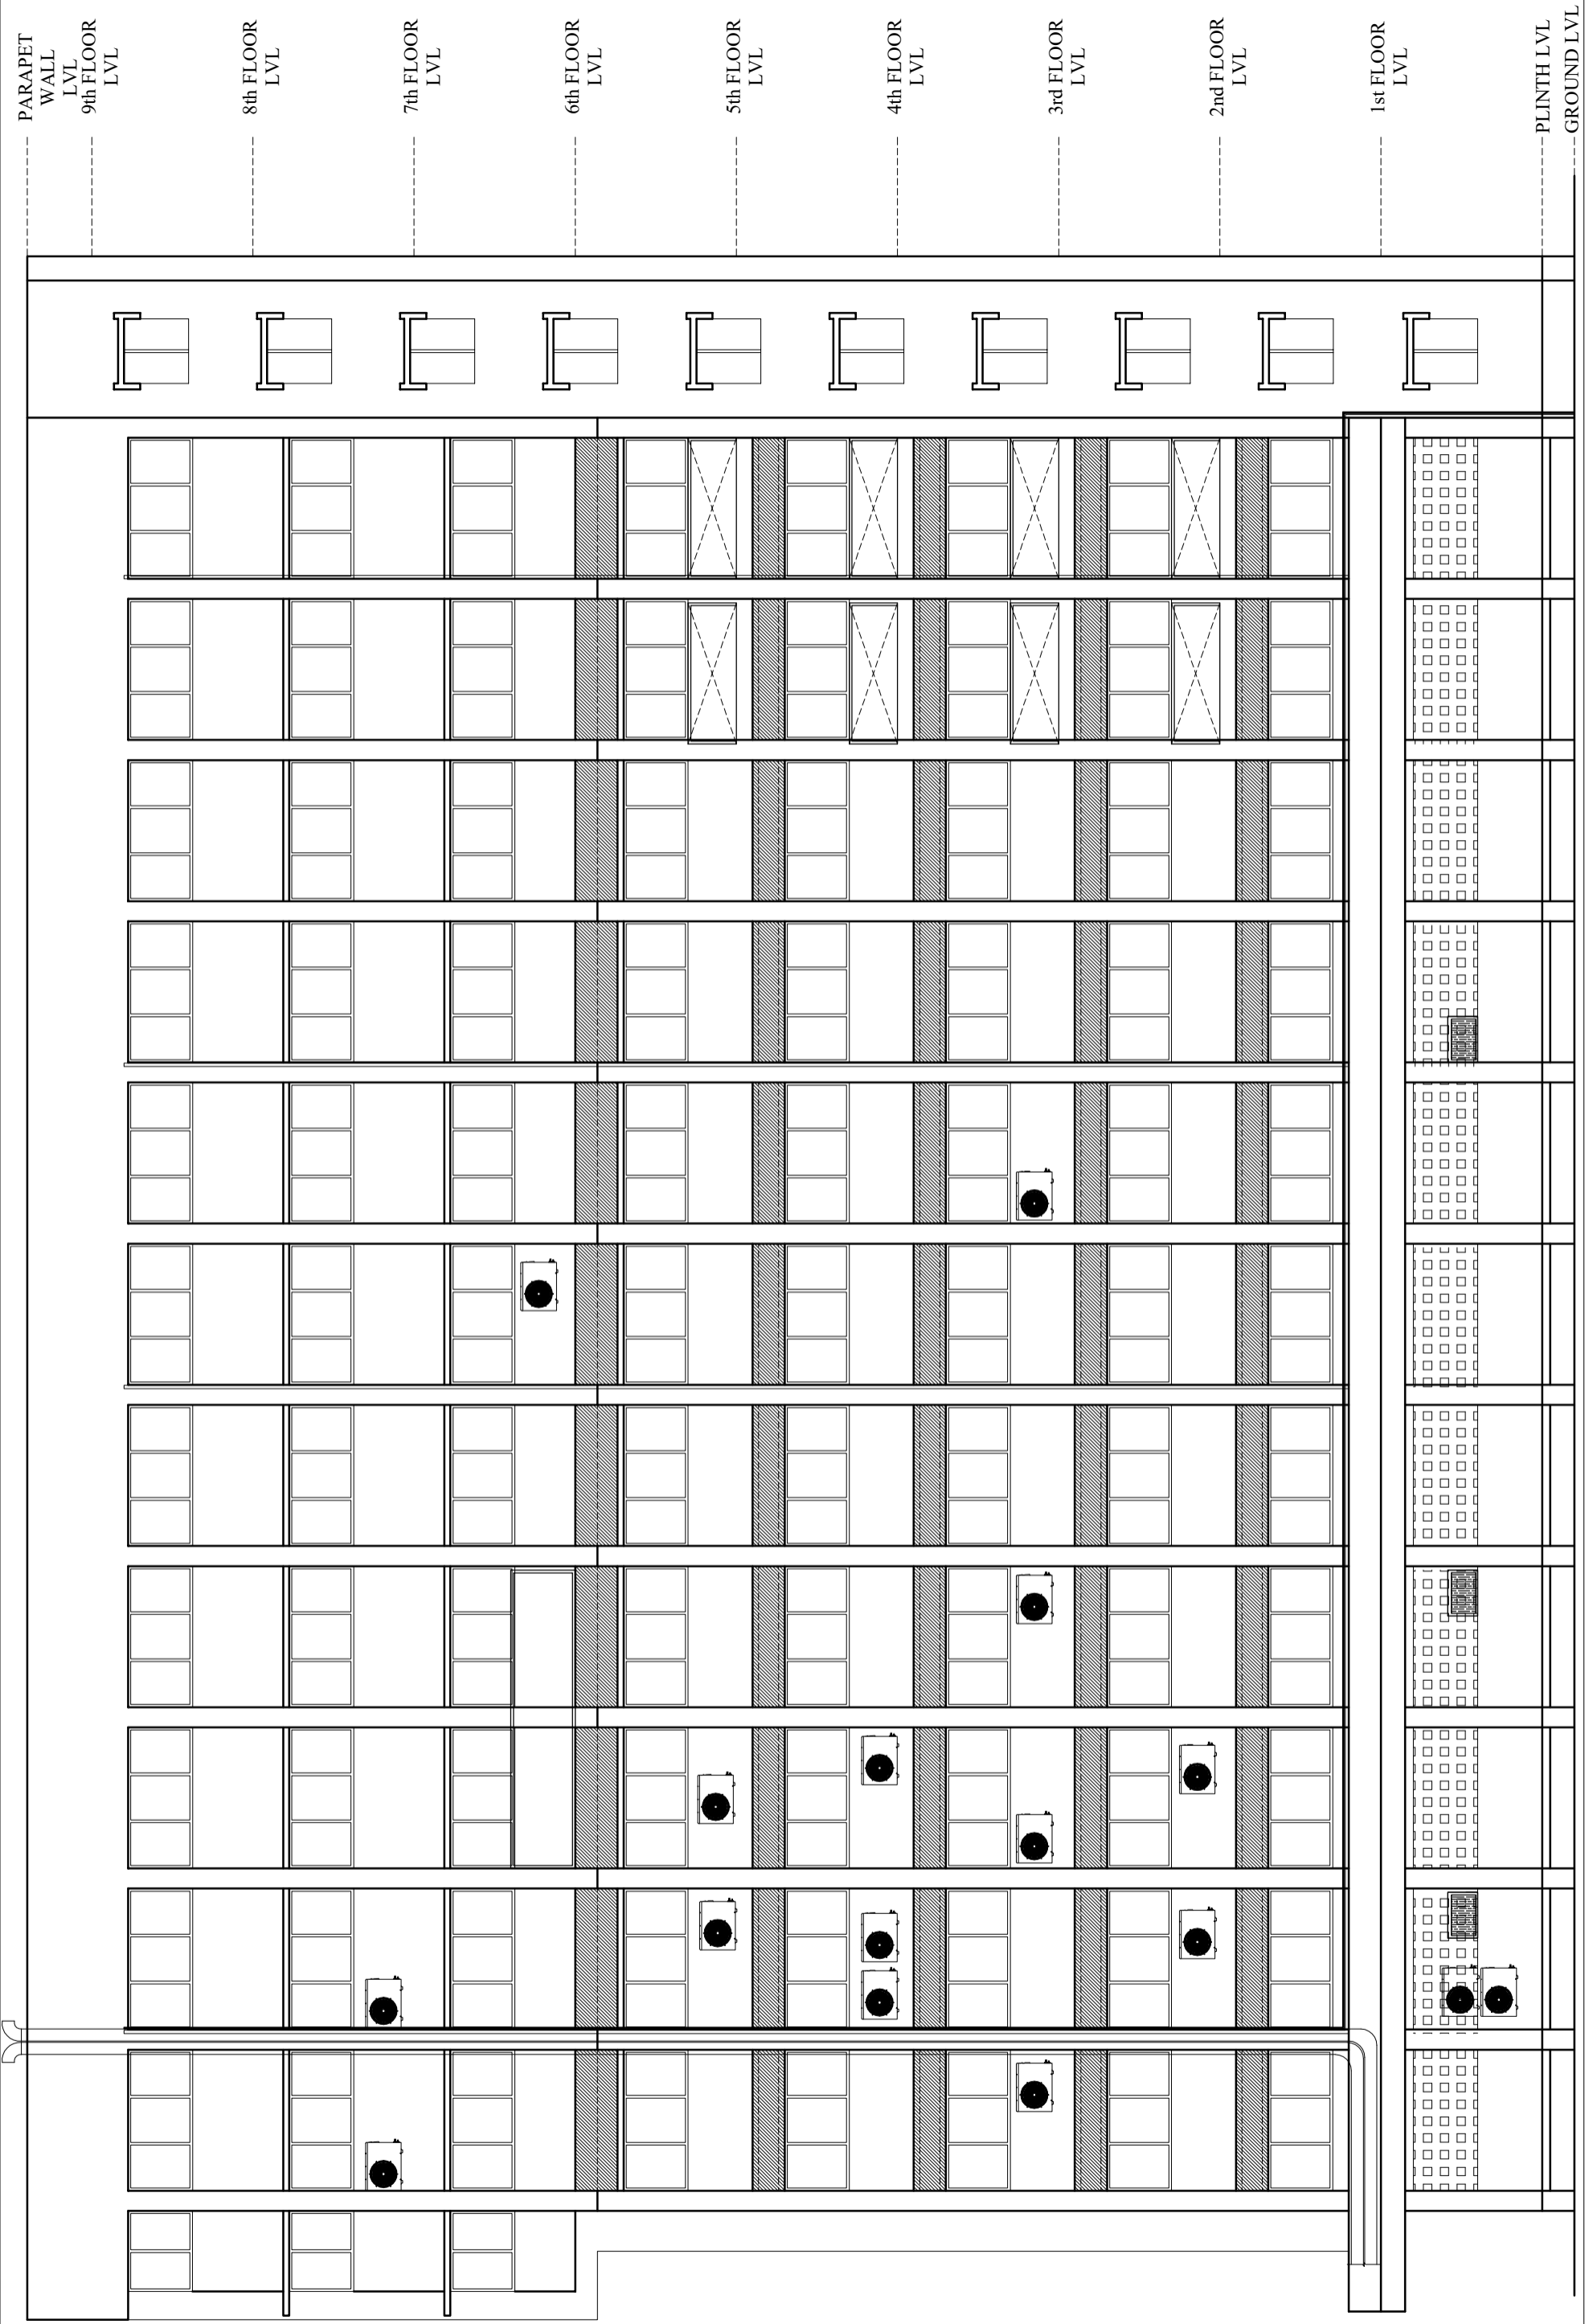 PARAPET
WALL
LVL
9th FLOOR
LVL
8th FLOOR
LVL
7th FLOOR
LVL
6th FLOOR
LVL
5th FLOOR
LVL
4th FLOOR
LVL
3rd FLOOR
LVL
2nd FLOOR
LVL
1st FLOOR
LVL
PLINTH LVL
GROUND LVL